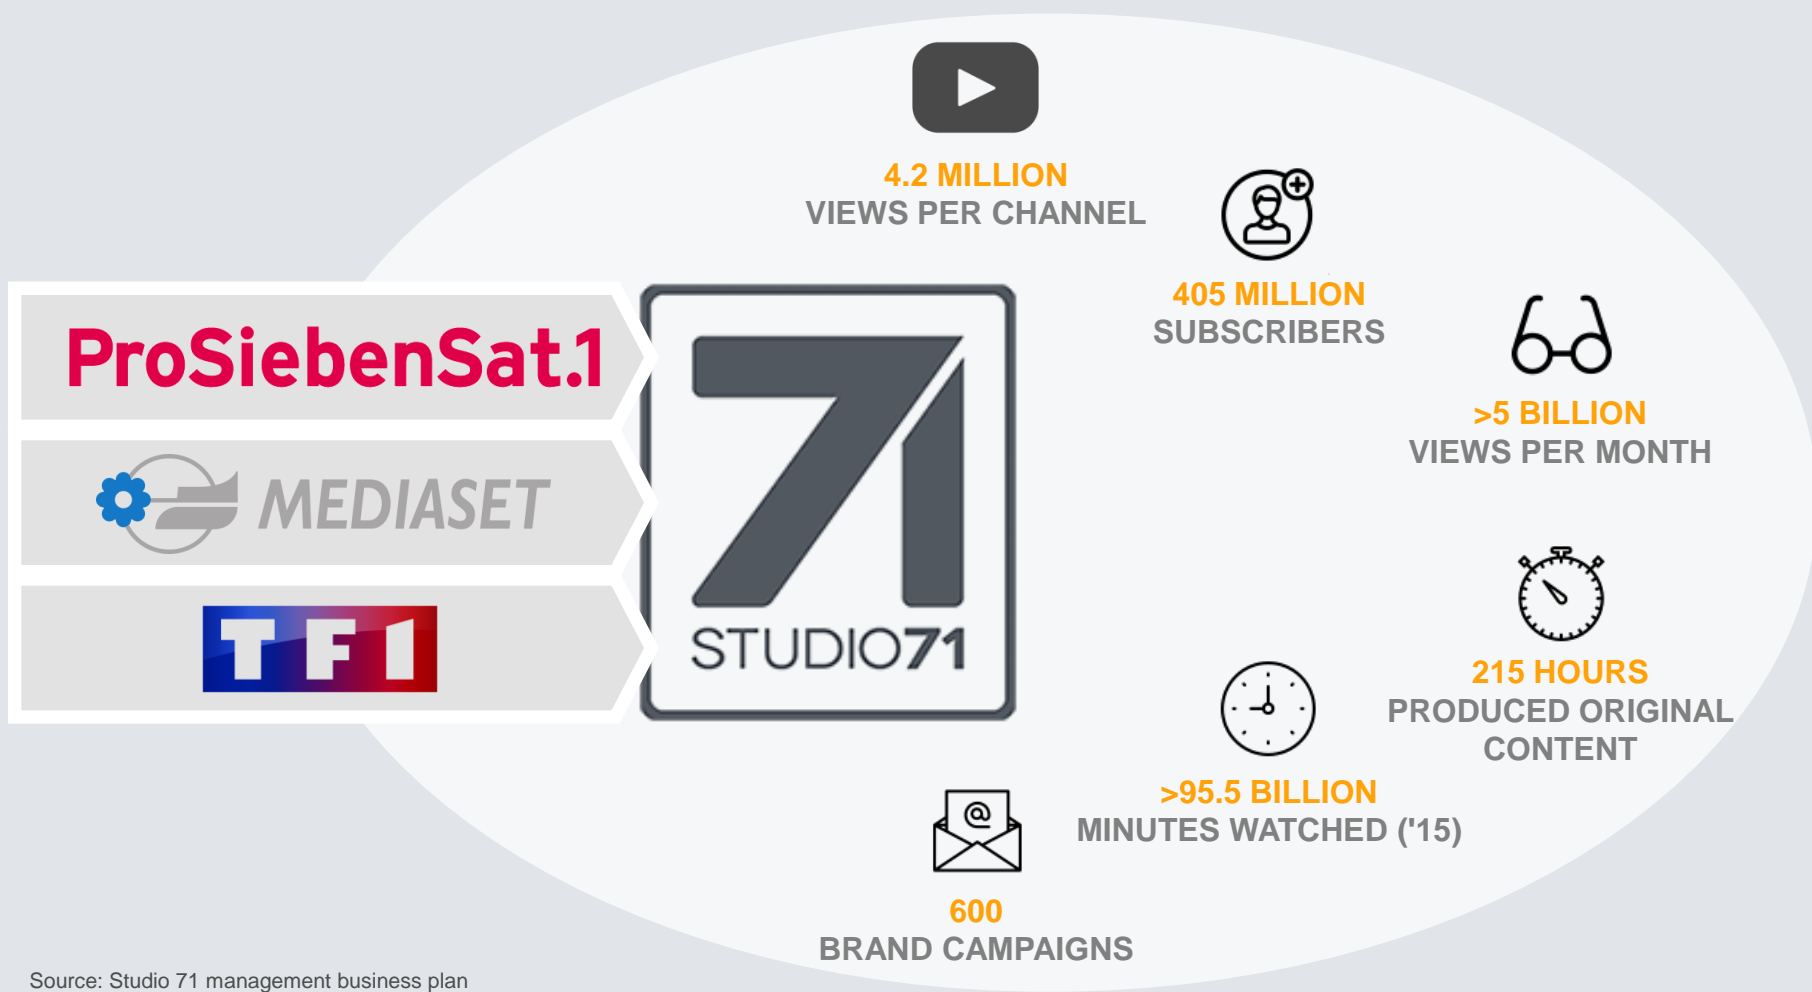 4.2 MILLION
VIEWS PER CHANNEL
405 MILLION
SUBSCRIBERS
>5 BILLION
VIEWS PER MONTH
ProSiebenSat.1
MEDIASET
TF1
71
STUDIO71
215 HOURS
PRODUCED ORIGINAL
CONTENT
>95.5 BILLION
MINUTES WATCHED ('15)
@
600
BRAND CAMPAIGNS
Source: Studio 71 management business plan